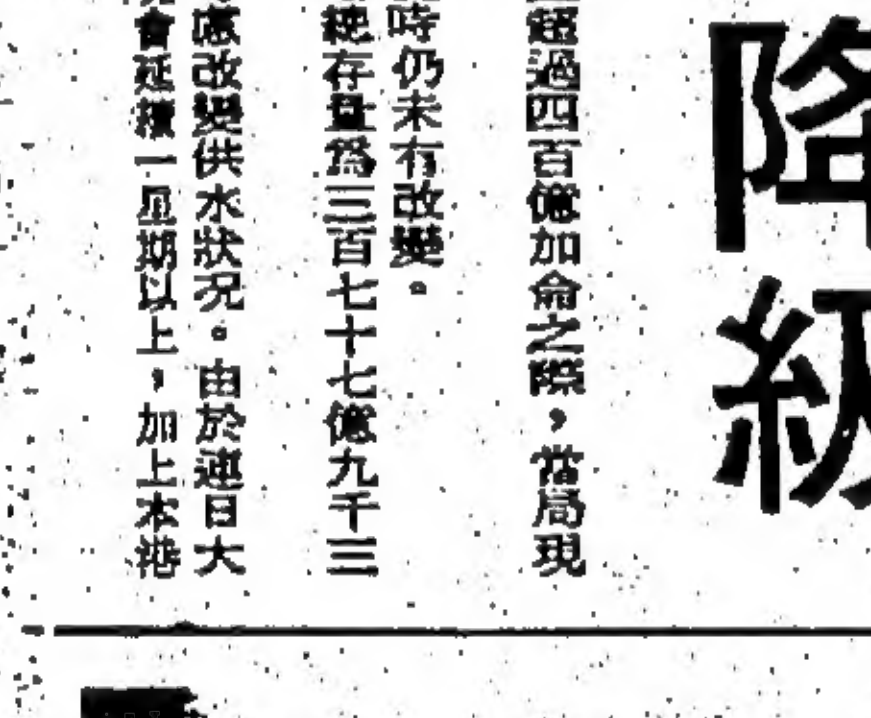 降級
超過四百億加侖之際，當局現
時仍未有改變。
總存量為三百七十七億九千三
慮改變供水狀況。由於連日大
會延續一星期以上，加上本港